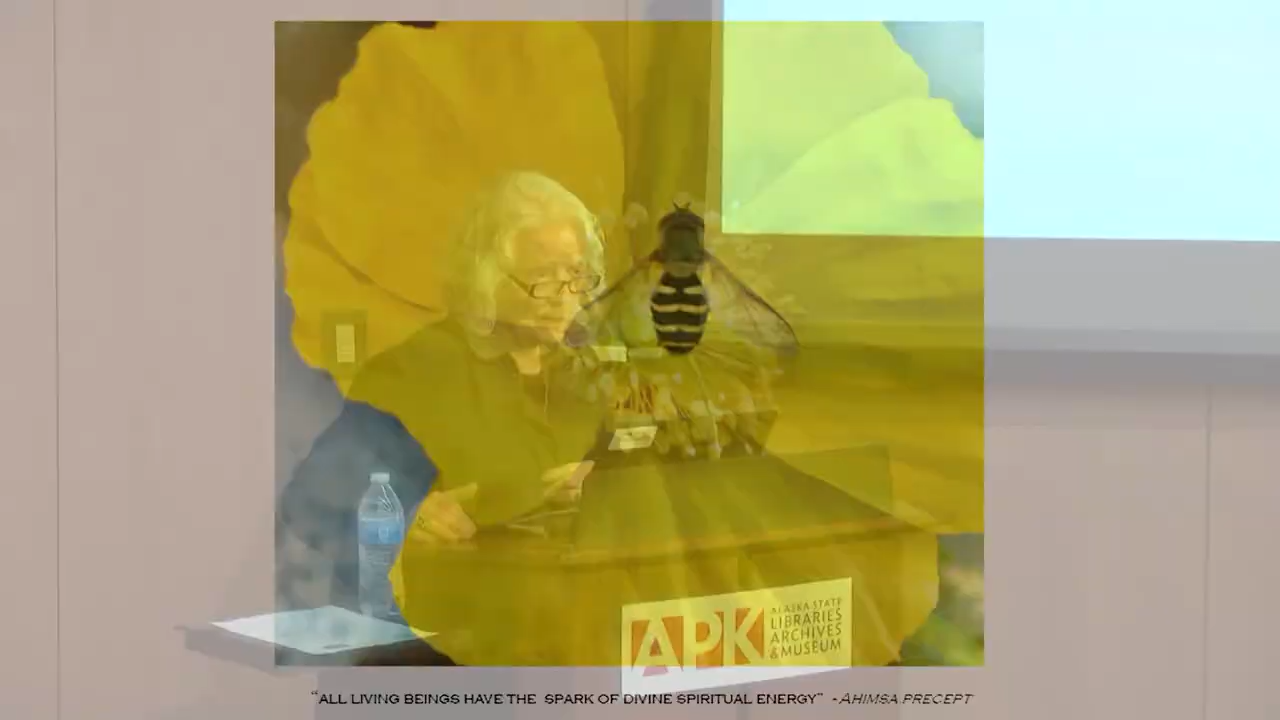 APK
ALASKA STATE
LIBRARIES
ARCHIVES
& MUSEUM
“ALL LIVING BEINGS HAVE THE SPARK OF DIVINE SPIRITUAL ENERGY” - AHIMSA PRECEPT